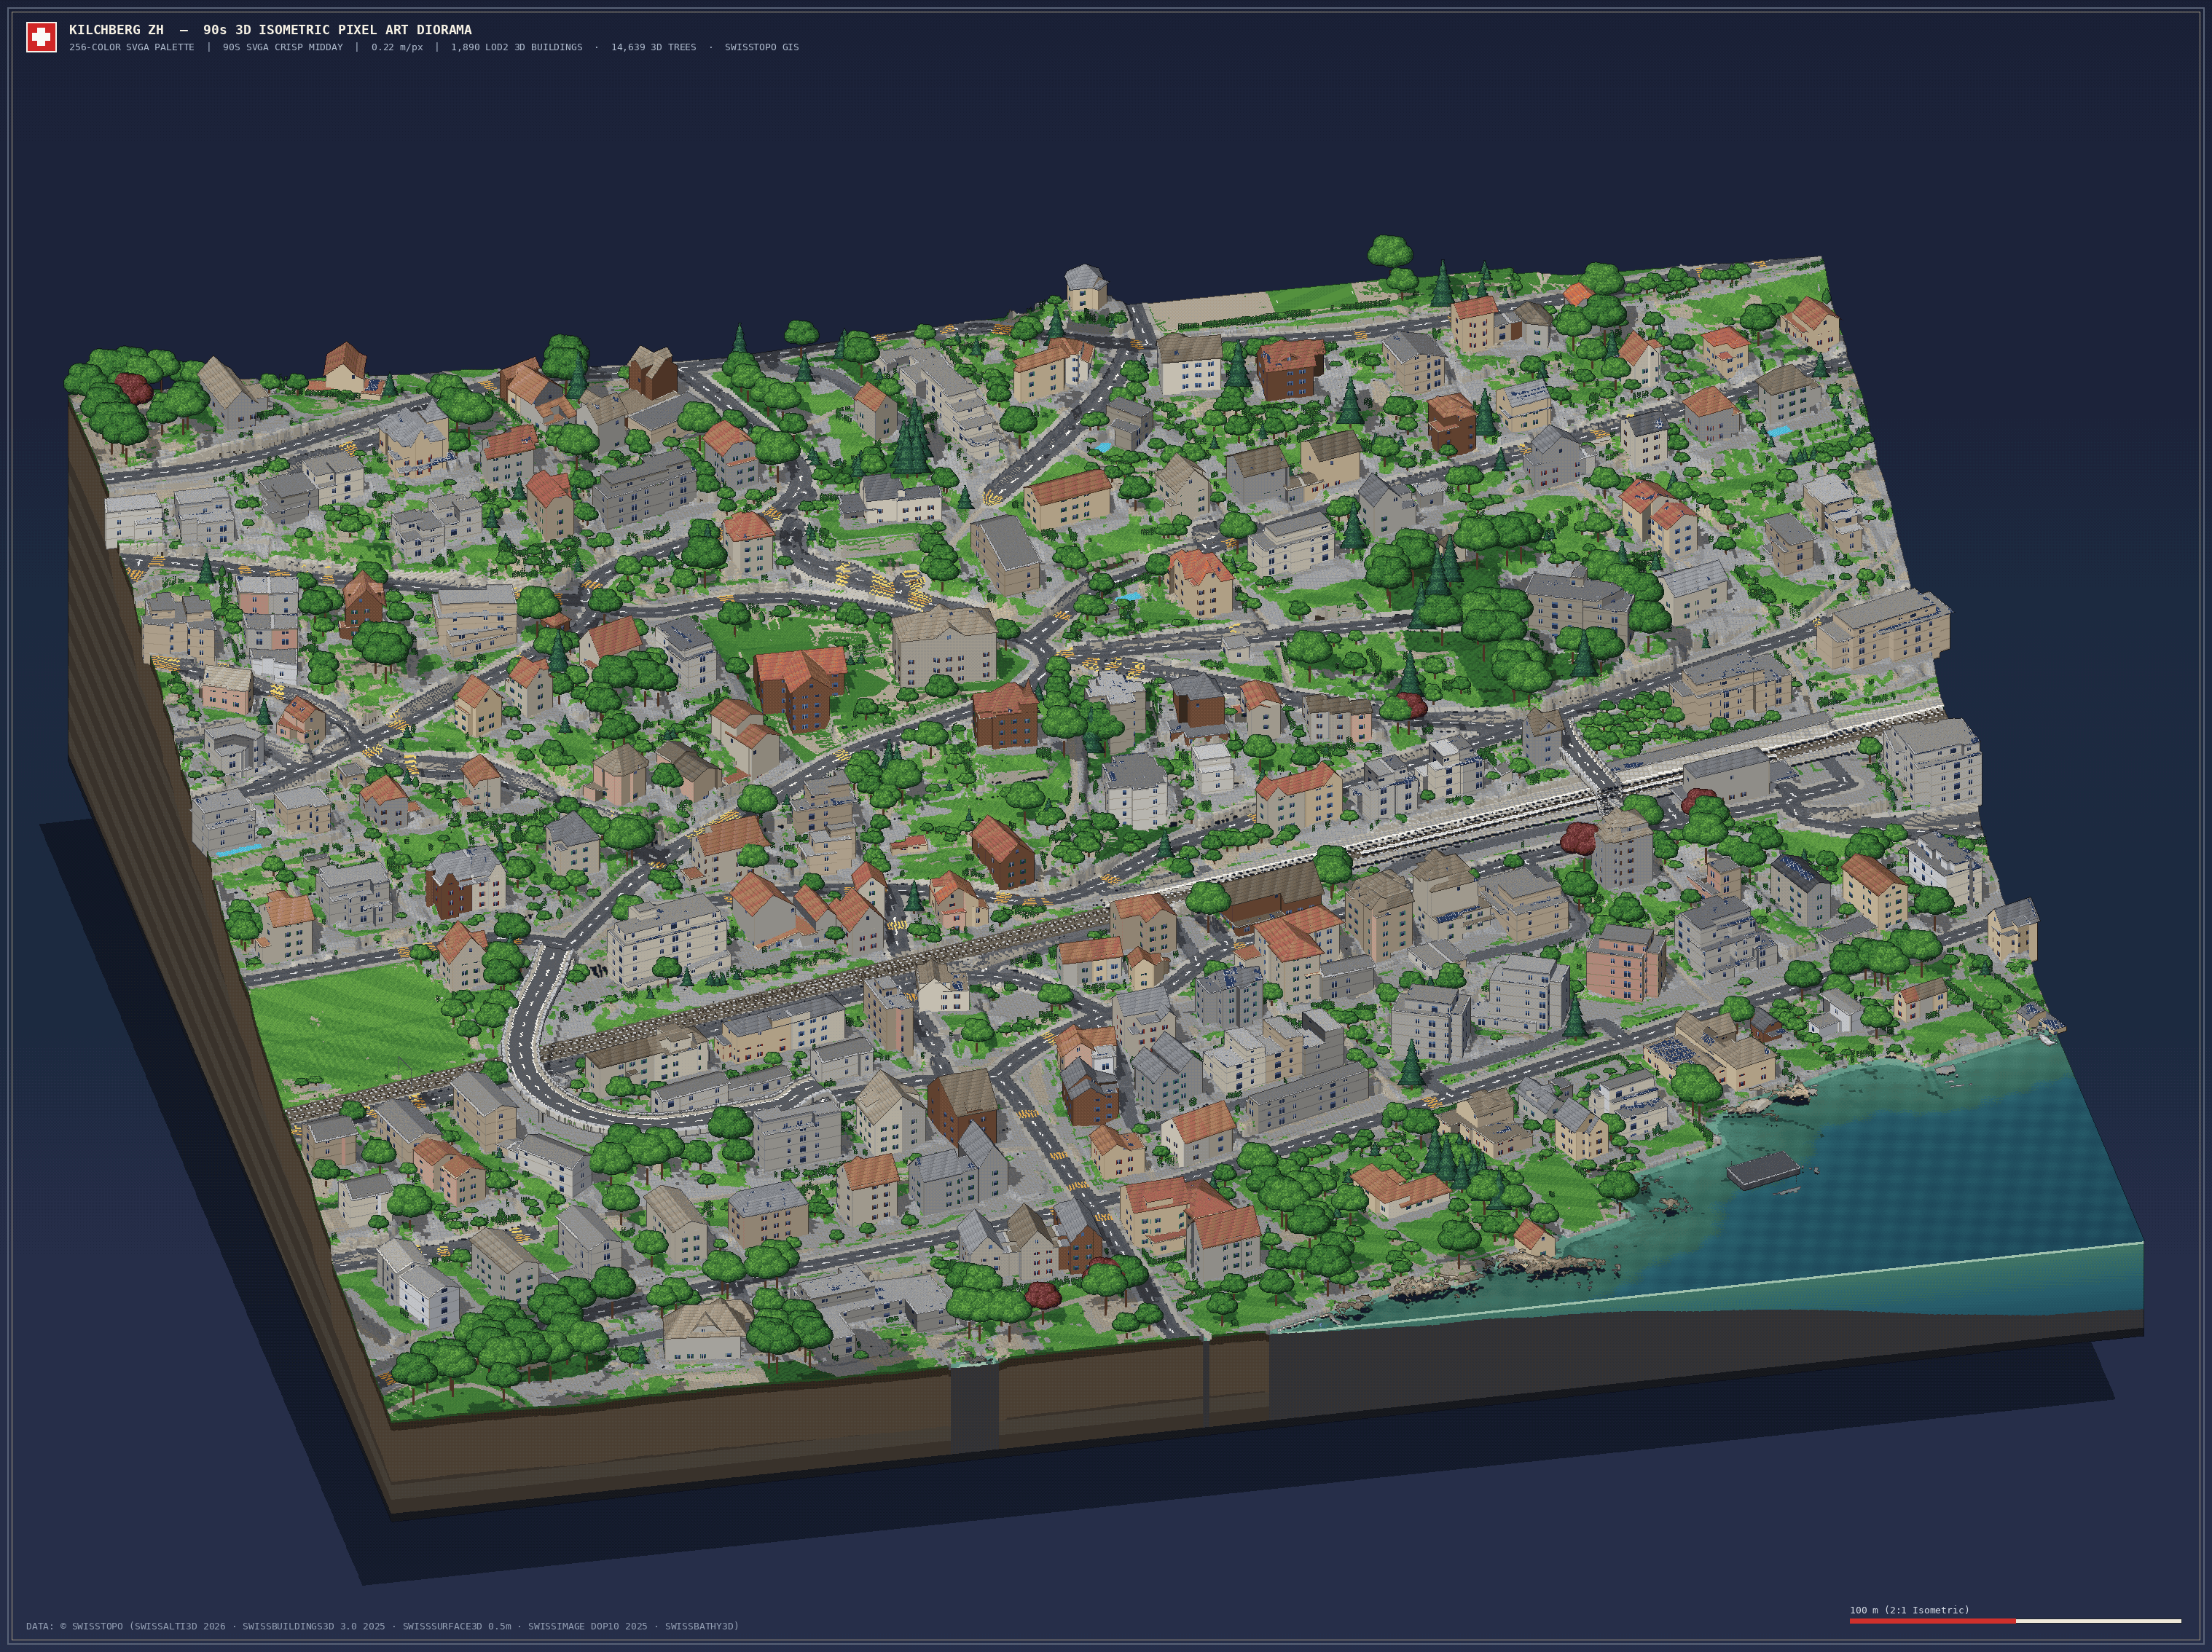 KILCHBERG ZH — 90s 3D ISOMETRIC PIXEL ART DIORAMA
256-COLOR SVGA PALETTE | 90S SVGA CRISP MIDDAY | 0.22 m/px | 1,890 LOD2 3D BUILDINGS · 14,639 3D TREES · SWISSTOPO GIS
100 m (2:1 Isometric)
DATA: © SWISSTOPO (SWISSALTI3D 2026 · SWISSBUILDINGS3D 3.0 2025 · SWISSSURFACE3D 0.5m · SWISSIMAGE DOP10 2025 · SWISSBATHY3D)